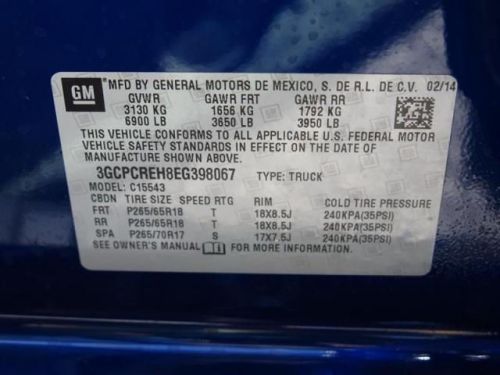 GM
MFD BY GENERAL MOTORS DE MEXICO, S. DE R.L. DE C.V. 02/14
GVWR GAWR FRT GAWR RR
3130 KG 1656 KG 1792 KG
6900 LB 3650 LB 3950 LB
THIS VEHICLE CONFORMS TO ALL APPLICABLE U.S. FEDERAL MOTOR
VEHICLE SAFETY STANDARDS IN EFFECT ON THE DATE OF
MANUFACTURE SHOWN ABOVE.
3GCPCREH8EG398067 TYPE: TRUCK
MODEL: C15543
CBDN TIRE SIZE SPEED RTG RIM COLD TIRE PRESSURE
FRT P265/65R18 T 18X8.5J 240KPA(35PSI)
RR P265/65R18 T 18X8.5J 240KPA(35PSI)
SPA P265/70R17 S 17X7.5J 240KPA(35PSI)
SEE OWNER'S MANUAL FOR MORE INFORMATION.